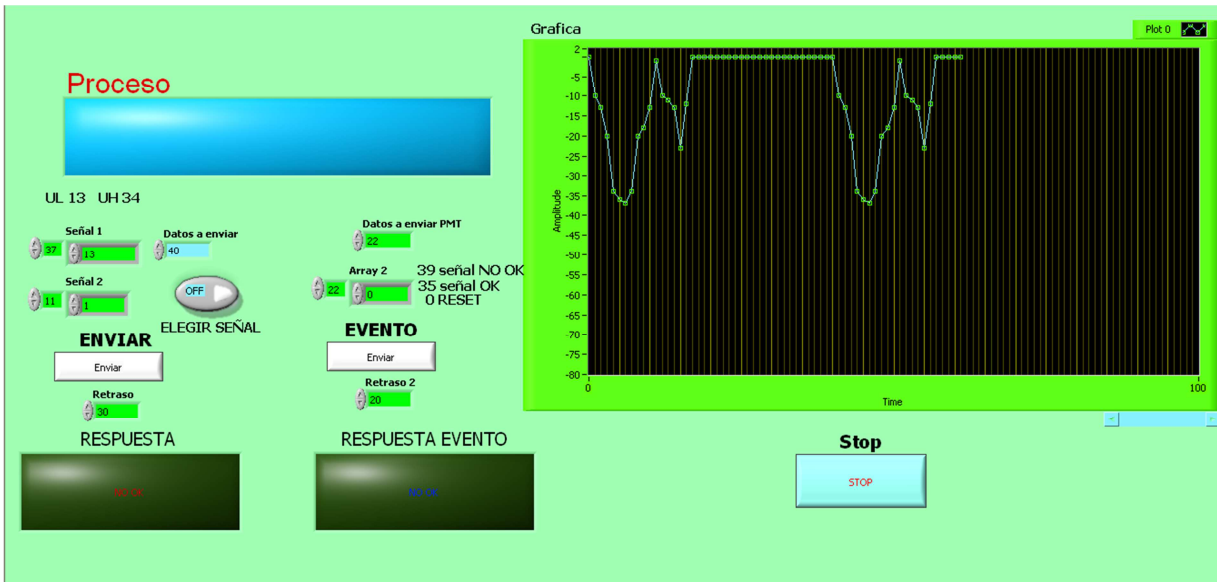 Proceso
UL 13 UH 34
Señal 1
37
13
Datos a enviar
40
Señal 2
11
1
OFF
ELEGIR SEÑAL
ENVIAR
Enviar
Retraso
30
RESPUESTA
NO OK
Datos a enviar PMT
22
Array 2
22
0
39 señal NO OK
35 señal OK
0 RESET
EVENTO
Enviar
Retraso 2
20
RESPUESTA EVENTO
NO OK
Grafica
Plot 0
Amplitude
2
-5
-10
-15
-20
-25
-30
-35
-40
-45
-50
-55
-60
-65
-70
-75
-80
0
100
Time
Stop
STOP